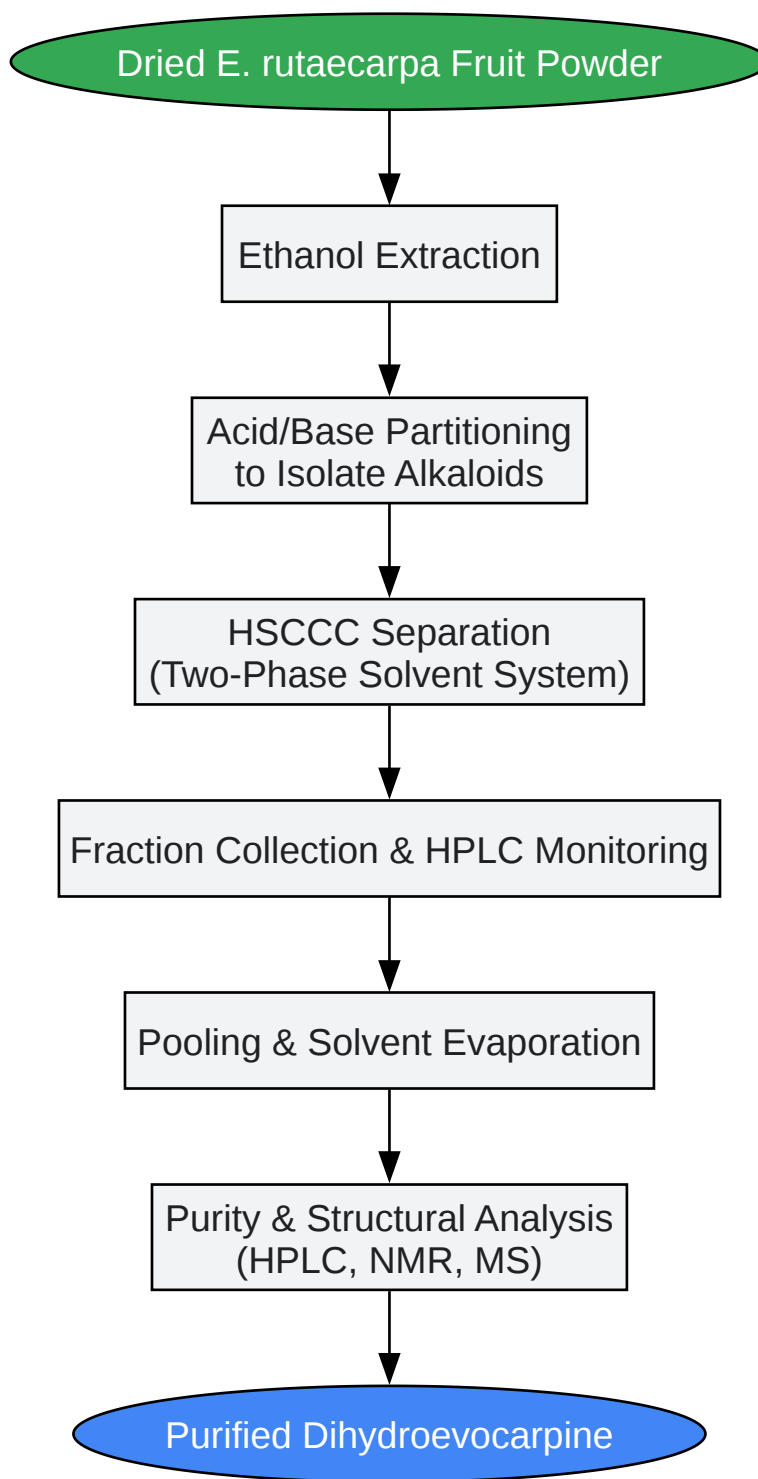 Dried E. rutaecarpa Fruit Powder
Ethanol Extraction
Acid/Base Partitioning
to Isolate Alkaloids
HSCCC Separation
(Two-Phase Solvent System)
Fraction Collection & HPLC Monitoring
Pooling & Solvent Evaporation
Purity & Structural Analysis
(HPLC, NMR, MS)
Purified Dihydroevocarpine